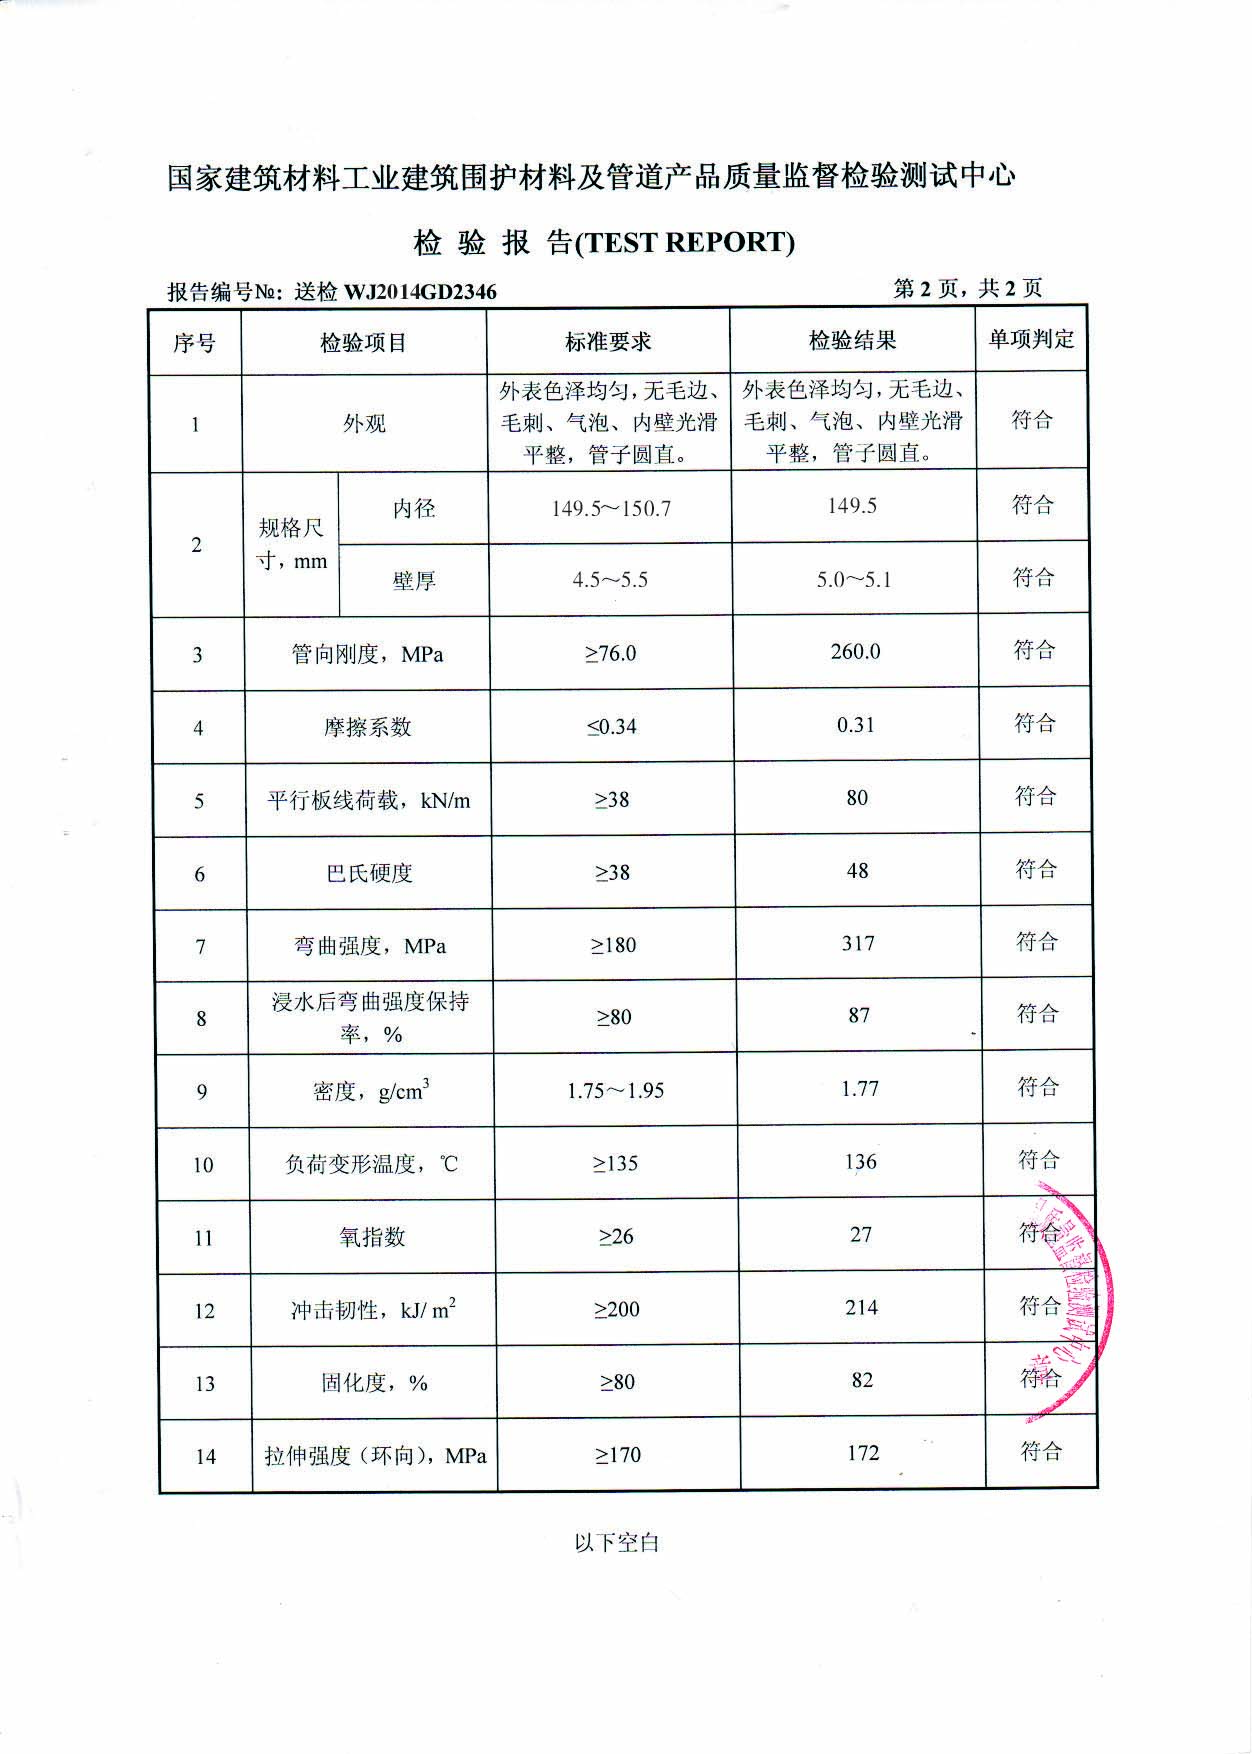 国家建筑材料工业建筑围护材料及管道产品质量监督检验测试中心
检 验 报 告(TEST REPORT)
报告编号№：送检 WJ2014GD2346 第 2 页，共 2 页
序号 检验项目 标准要求 检验结果 单项判定
1 外观 外表色泽均匀，无毛边、毛刺、气泡、内壁光滑平整，管子圆直。 外表色泽均匀，无毛边、毛刺、气泡、内壁光滑平整，管子圆直。 符合
2 规格尺寸，mm 内径 149.5～150.7 149.5 符合
壁厚 4.5～5.5 5.0～5.1 符合
3 管向刚度，MPa ≥76.0 260.0 符合
4 摩擦系数 ≤0.34 0.31 符合
5 平行板线荷载，kN/m ≥38 80 符合
6 巴氏硬度 ≥38 48 符合
7 弯曲强度，MPa ≥180 317 符合
8 浸水后弯曲强度保持率，% ≥80 87 符合
9 密度，g/cm³ 1.75～1.95 1.77 符合
10 负荷变形温度，℃ ≥135 136 符合
11 氧指数 ≥26 27 符合
12 冲击韧性，kJ/ m² ≥200 214 符合
13 固化度，% ≥80 82 符合
14 拉伸强度（环向），MPa ≥170 172 符合
以下空白
检验测试中心
章